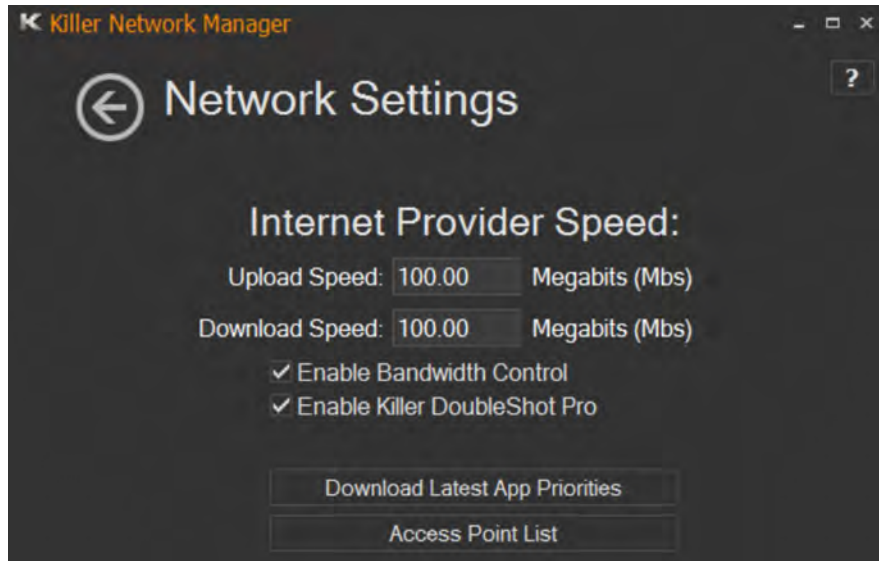 Killer Network Manager
?
Network Settings
Internet Provider Speed:
Upload Speed: 100.00 Megabits (Mbs)
Download Speed: 100.00 Megabits (Mbs)
Enable Bandwidth Control
Enable Killer DoubleShot Pro
Download Latest App Priorities
Access Point List